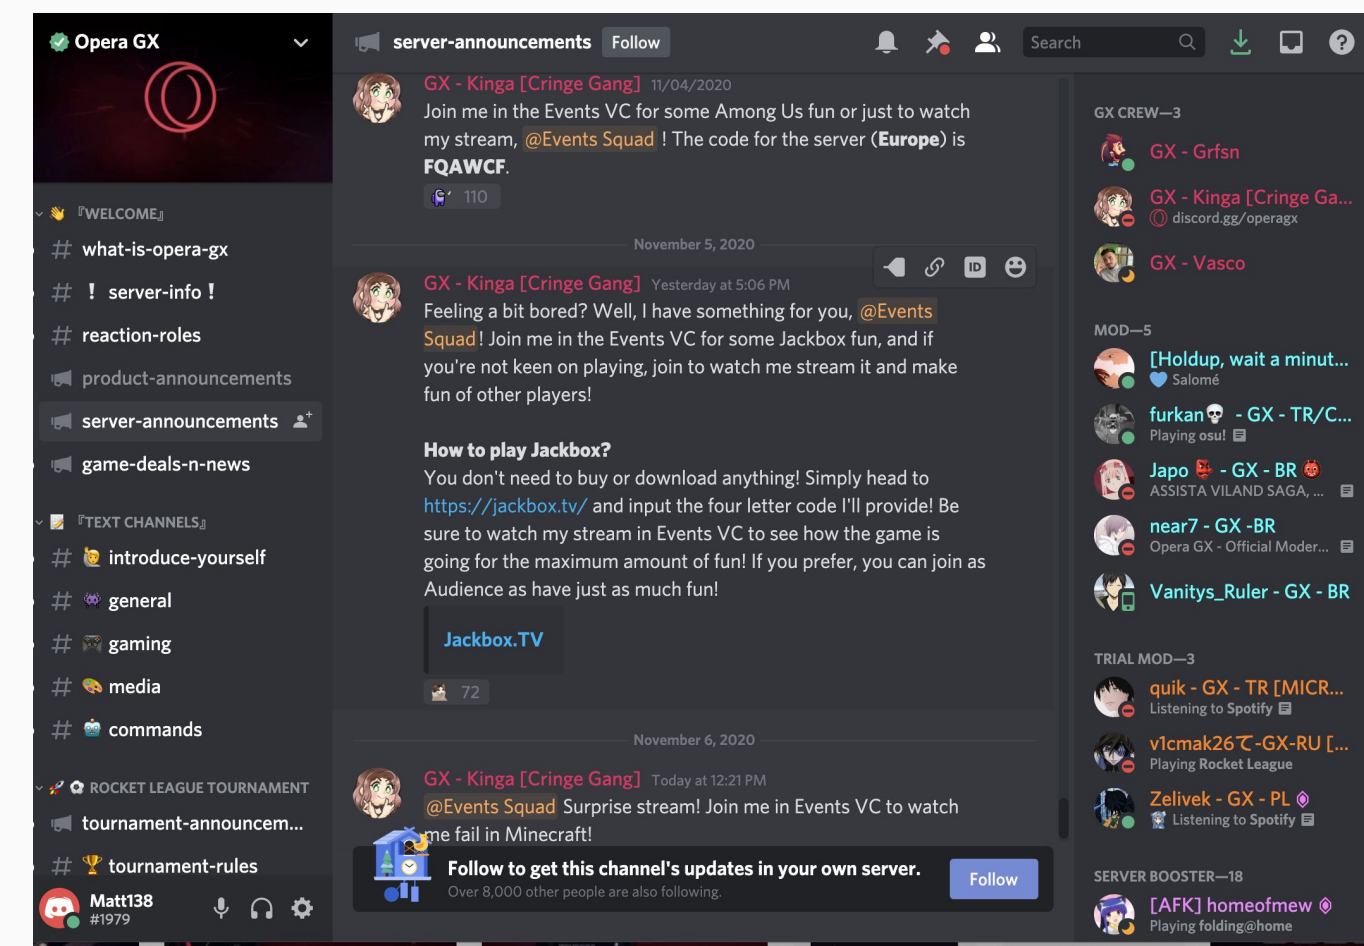 Opera GX
『WELCOME』
# what-is-opera-gx
# ! server-info !
# reaction-roles
product-announcements
server-announcements
game-deals-n-news
『TEXT CHANNELS』
# introduce-yourself
# general
# gaming
# media
# commands
ROCKET LEAGUE TOURNAMENT
tournament-announcem...
# tournament-rules
Matt138
#1979
server-announcements Follow
Search
GX - Kinga [Cringe Gang] 11/04/2020
Join me in the Events VC for some Among Us fun or just to watch
my stream, @Events Squad ! The code for the server (Europe) is
FQAWCF.
110
November 5, 2020
ID
GX - Kinga [Cringe Gang] Yesterday at 5:06 PM
Feeling a bit bored? Well, I have something for you, @Events
Squad! Join me in the Events VC for some Jackbox fun, and if
you're not keen on playing, join to watch me stream it and make
fun of other players!
How to play Jackbox?
You don't need to buy or download anything! Simply head to
https://jackbox.tv/ and input the four letter code I'll provide! Be
sure to watch my stream in Events VC to see how the game is
going for the maximum amount of fun! If you prefer, you can join as
Audience as have just as much fun!
Jackbox.TV
72
November 6, 2020
GX - Kinga [Cringe Gang] Today at 12:21 PM
@Events Squad Surprise stream! Join me in Events VC to watch
me fail in Minecraft!
Follow to get this channel's updates in your own server.
Over 8,000 other people are also following.
Follow
GX CREW—3
GX - Grfsn
GX - Kinga [Cringe Ga...
discord.gg/operagx
GX - Vasco
MOD—5
[Holdup, wait a minut...
Salomé
furkan💀 - GX - TR/C...
Playing osu!
Japo 👺 - GX - BR 👹
ASSISTA VILAND SAGA, ...
near7 - GX -BR
Opera GX - Official Moder...
Vanitys_Ruler - GX - BR
TRIAL MOD—3
quik - GX - TR [MICR...
Listening to Spotify
v1cmak26て-GX-RU [...
Playing Rocket League
Zelivek - GX - PL
Listening to Spotify
SERVER BOOSTER—18
[AFK] homeofmew
Playing folding@home